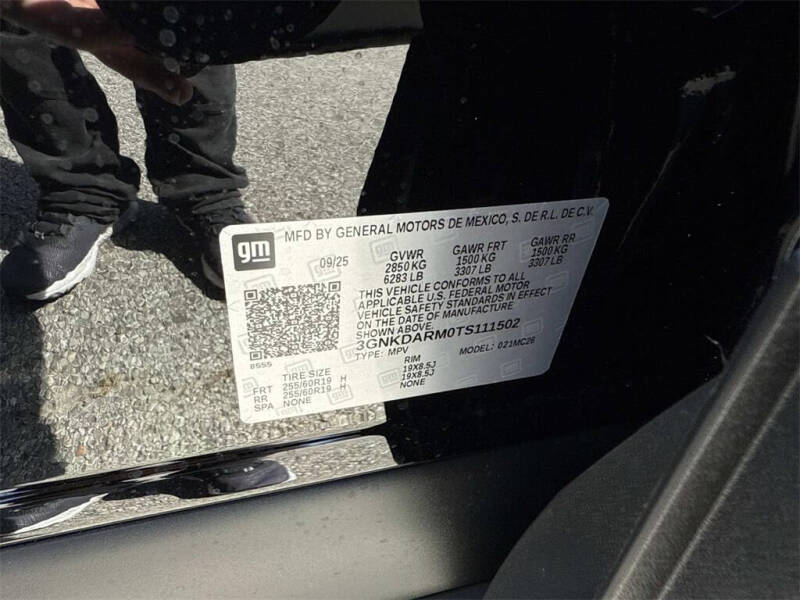 gm
MFD BY GENERAL MOTORS DE MEXICO, S. DE R.L. DE C.V.
09/25
GVWR GAWR FRT GAWR RR
2850 KG 1500 KG 1500 KG
6283 LB 3307 LB 3307 LB
THIS VEHICLE CONFORMS TO ALL
APPLICABLE U.S. FEDERAL MOTOR
VEHICLE SAFETY STANDARDS IN EFFECT
ON THE DATE OF MANUFACTURE
SHOWN ABOVE.
3GNKDARM0TS111502
TYPE: MPV MODEL: 021MC26
8555
TIRE SIZE RIM
FRT 255/60R19 H 19X8.5J
RR 255/60R19 H 19X8.5J
SPA NONE NONE